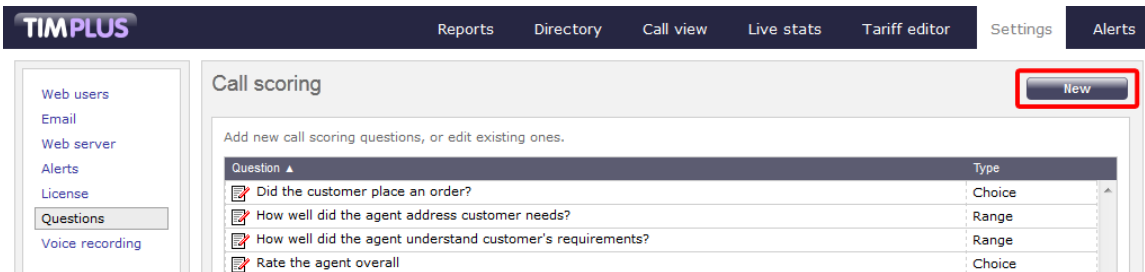 TIMPLUS
Reports Directory Call view Live stats Tariff editor Settings Alerts
Web users
Email
Web server
Alerts
License
Questions
Voice recording
Call scoring
New
Add new call scoring questions, or edit existing ones.
Question ▲ Type
Did the customer place an order? Choice
How well did the agent address customer needs? Range
How well did the agent understand customer's requirements? Range
Rate the agent overall Choice